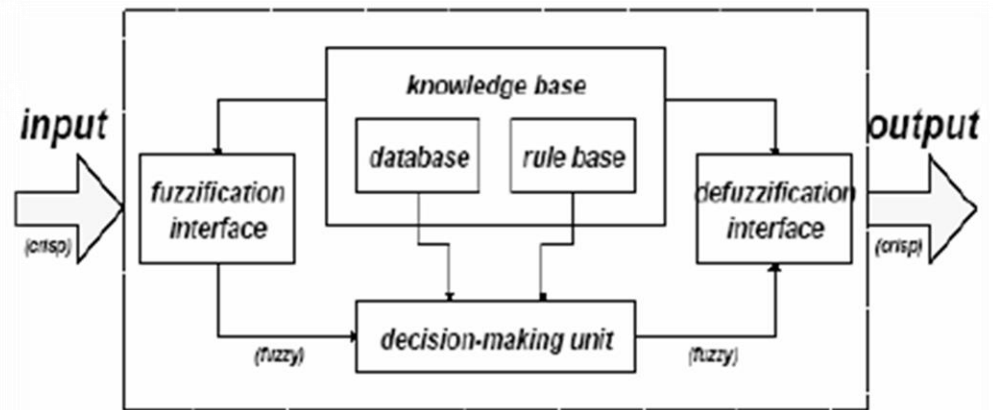 knowledge base
input
output
database
rule base
fuzzification
interface
defuzzification
interface
(crisp)
(crisp)
decision-making unit
(fuzzy)
(fuzzy)